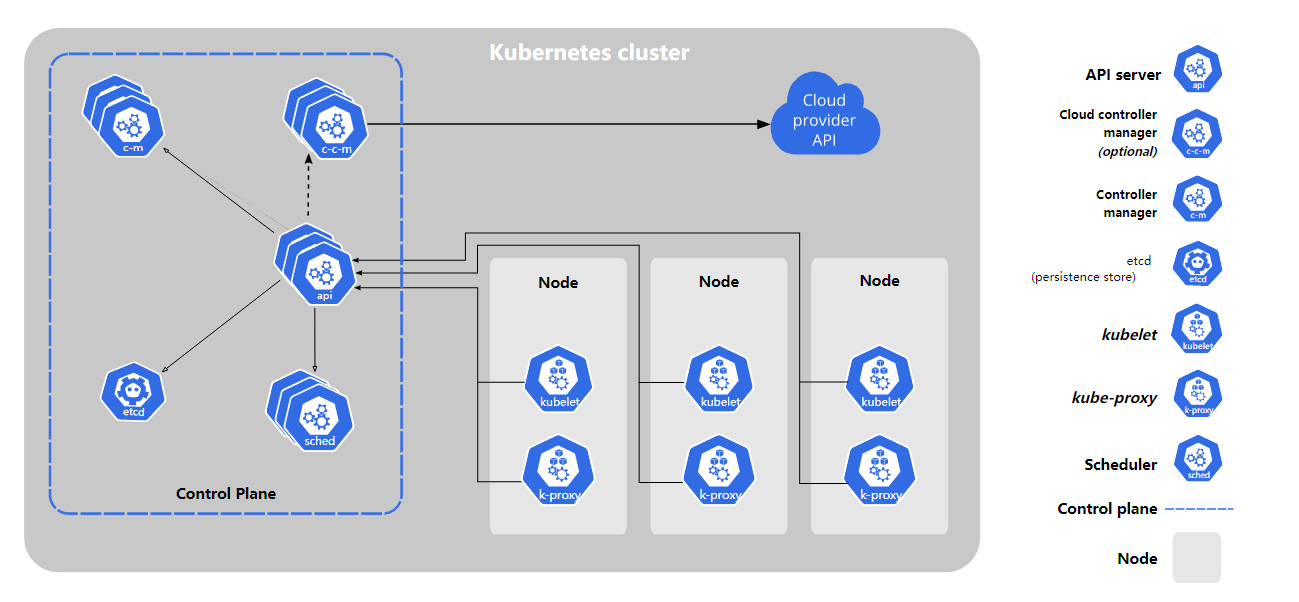 Kubernetes cluster
c-m
c-c-m
Cloud
provider
API
api
etcd
sched
Control Plane
Node
kubelet
k-proxy
Node
kubelet
k-proxy
Node
kubelet
k-proxy
API server
api
Cloud controller
manager
(optional)
c-c-m
Controller
manager
c-m
etcd
(persistence store)
etcd
kubelet
kubelet
kube-proxy
k-proxy
Scheduler
sched
Control plane
Node